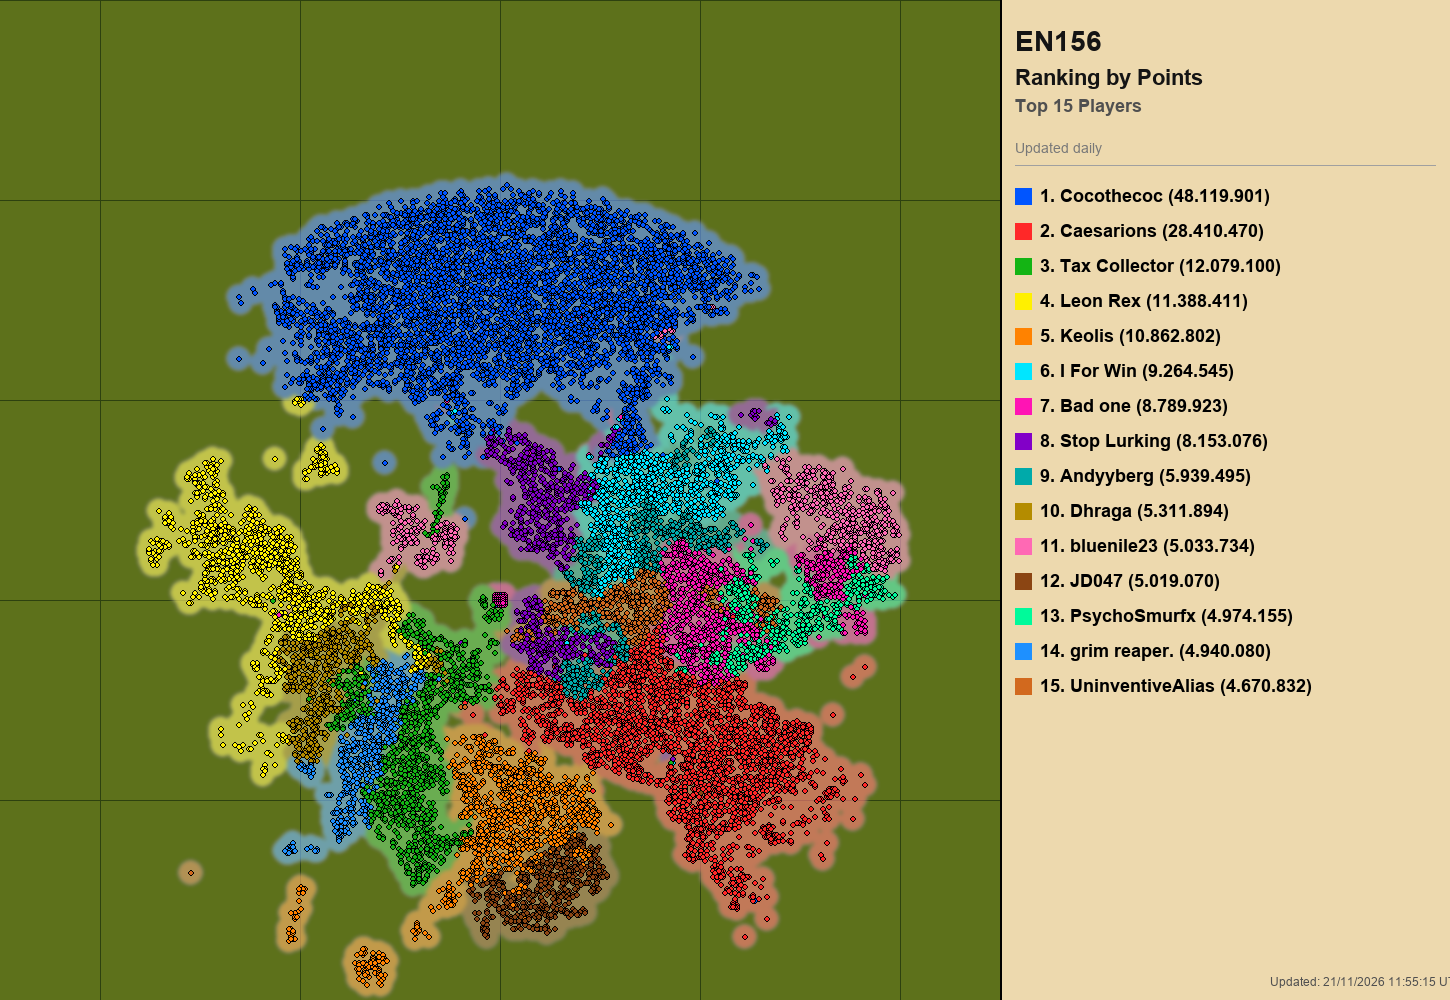 EN156
Ranking by Points
Top 15 Players
Updated daily
1. Cocothecoc (48.119.901)
2. Caesarions (28.410.470)
3. Tax Collector (12.079.100)
4. Leon Rex (11.388.411)
5. Keolis (10.862.802)
6. I For Win (9.264.545)
7. Bad one (8.789.923)
8. Stop Lurking (8.153.076)
9. Andyyberg (5.939.495)
10. Dhraga (5.311.894)
11. bluenile23 (5.033.734)
12. JD047 (5.019.070)
13. PsychoSmurfx (4.974.155)
14. grim reaper. (4.940.080)
15. UninventiveAlias (4.670.832)
Updated: 21/11/2026 11:55:15 U